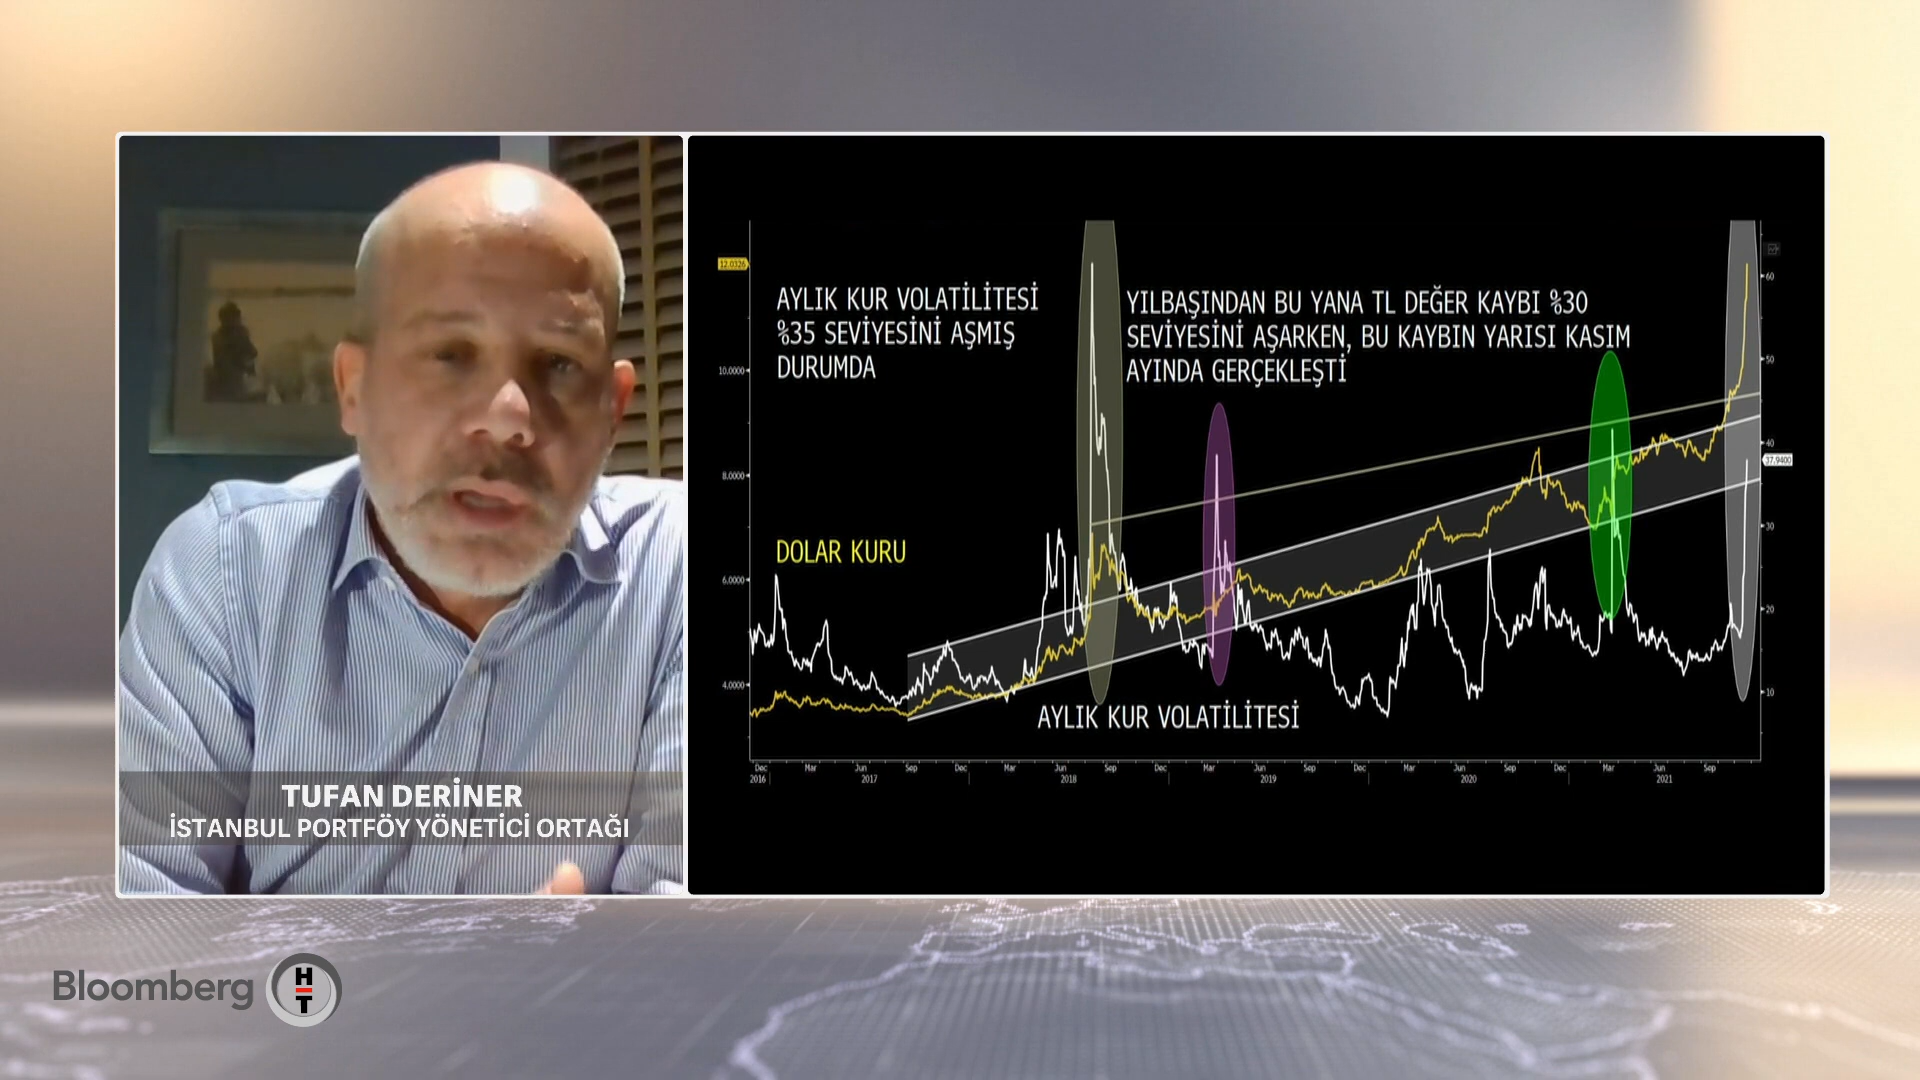 12.0326
AYLIK KUR VOLATİLİTESİ
%35 SEVİYESİNİ AŞMIŞ
DURUMDA
YILBAŞINDAN BU YANA TL DEĞER KAYBI %30
SEVİYESİNİ AŞARKEN, BU KAYBIN YARISI KASIM
AYINDA GERÇEKLEŞTİ
DOLAR KURU
AYLIK KUR VOLATİLİTESİ
10.0000
8.0000
6.0000
4.0000
60
50
40
37.9400
30
20
10
Dec Mar Jun Sep Dec Mar Jun Sep Dec Mar Jun Sep Dec Mar Jun Sep Dec Mar Jun Sep
2016 2017 2018 2019 2020 2021
TUFAN DERİNER
İSTANBUL PORTFÖY YÖNETİCİ ORTAĞI
Bloomberg HT